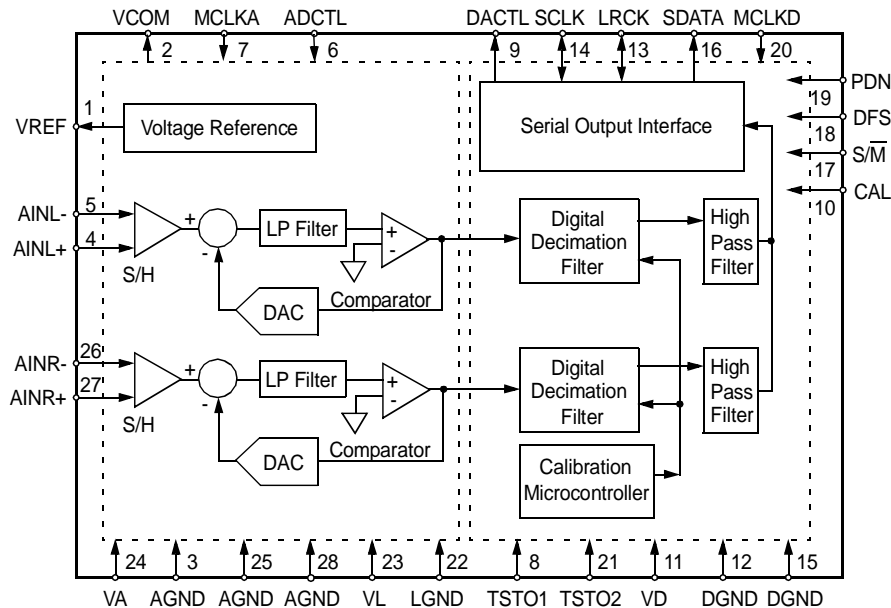 VCOM MCLKA ADCTL DACTL SCLK LRCK SDATA MCLKD
2 7 6 9 14 13 16 20
VREF 1
Voltage Reference
Serial Output Interface
PDN
19
DFS
18
S/M̅
17
CAL
10
AINL- 5
AINL+ 4
S/H
+
-
LP Filter
+
-
Comparator
DAC
Digital
Decimation
Filter
High
Pass
Filter
AINR- 26
AINR+ 27
S/H
+
-
LP Filter
+
-
Comparator
DAC
Digital
Decimation
Filter
High
Pass
Filter
Calibration
Microcontroller
24 3 25 28 23 22 8 21 11 12 15
VA AGND AGND AGND VL LGND TSTO1 TSTO2 VD DGND DGND